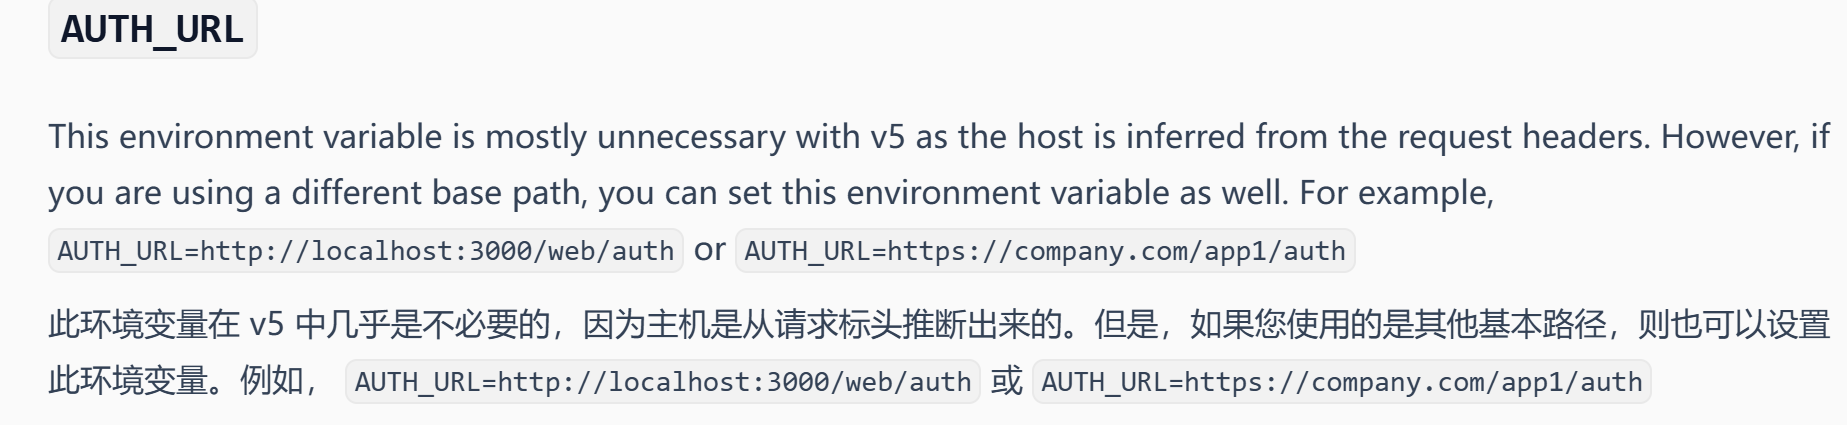 AUTH_URL
This environment variable is mostly unnecessary with v5 as the host is inferred from the request headers. However, if
you are using a different base path, you can set this environment variable as well. For example,
AUTH_URL=http://localhost:3000/web/auth or AUTH_URL=https://company.com/app1/auth
此环境变量在 v5 中几乎是不必要的，因为主机是从请求标头推断出来的。但是，如果您使用的是其他基本路径，则也可以设置
此环境变量。例如， AUTH_URL=http://localhost:3000/web/auth 或 AUTH_URL=https://company.com/app1/auth